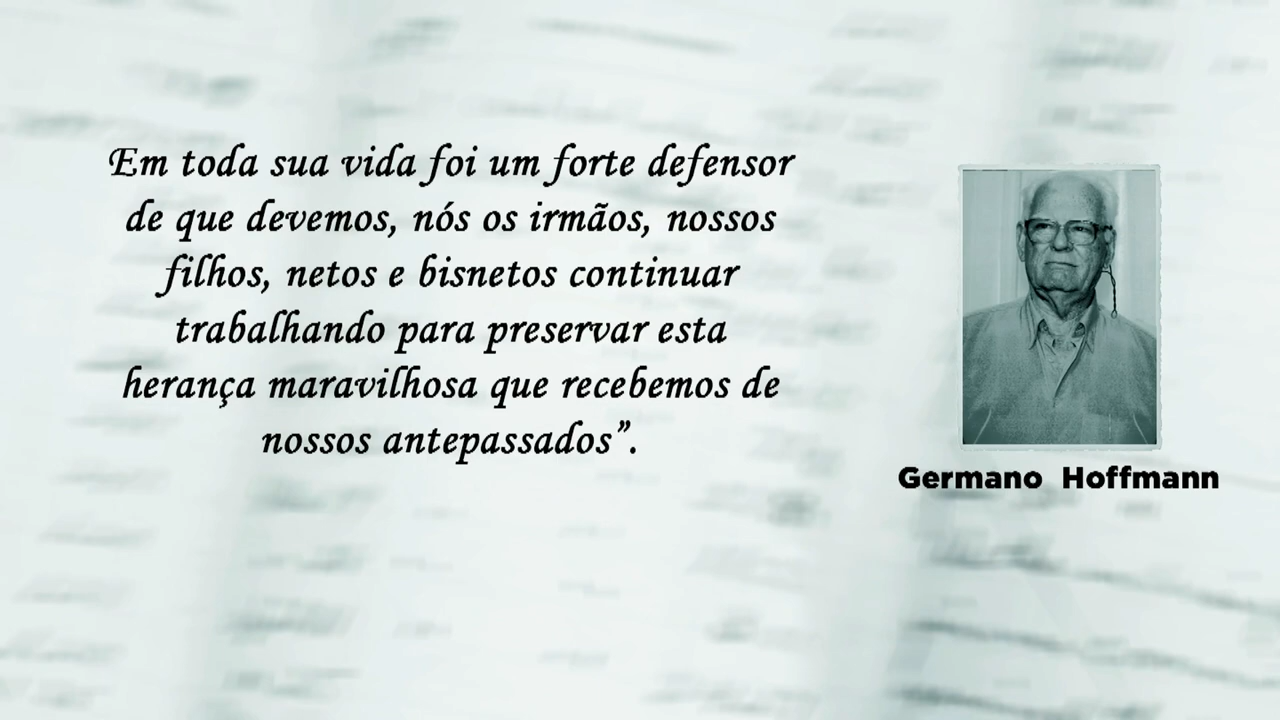 Em toda sua vida foi um forte defensor
de que devemos, nós os irmãos, nossos
filhos, netos e bisnetos continuar
trabalhando para preservar esta
herança maravilhosa que recebemos de
nossos antepassados”.
Germano Hoffmann